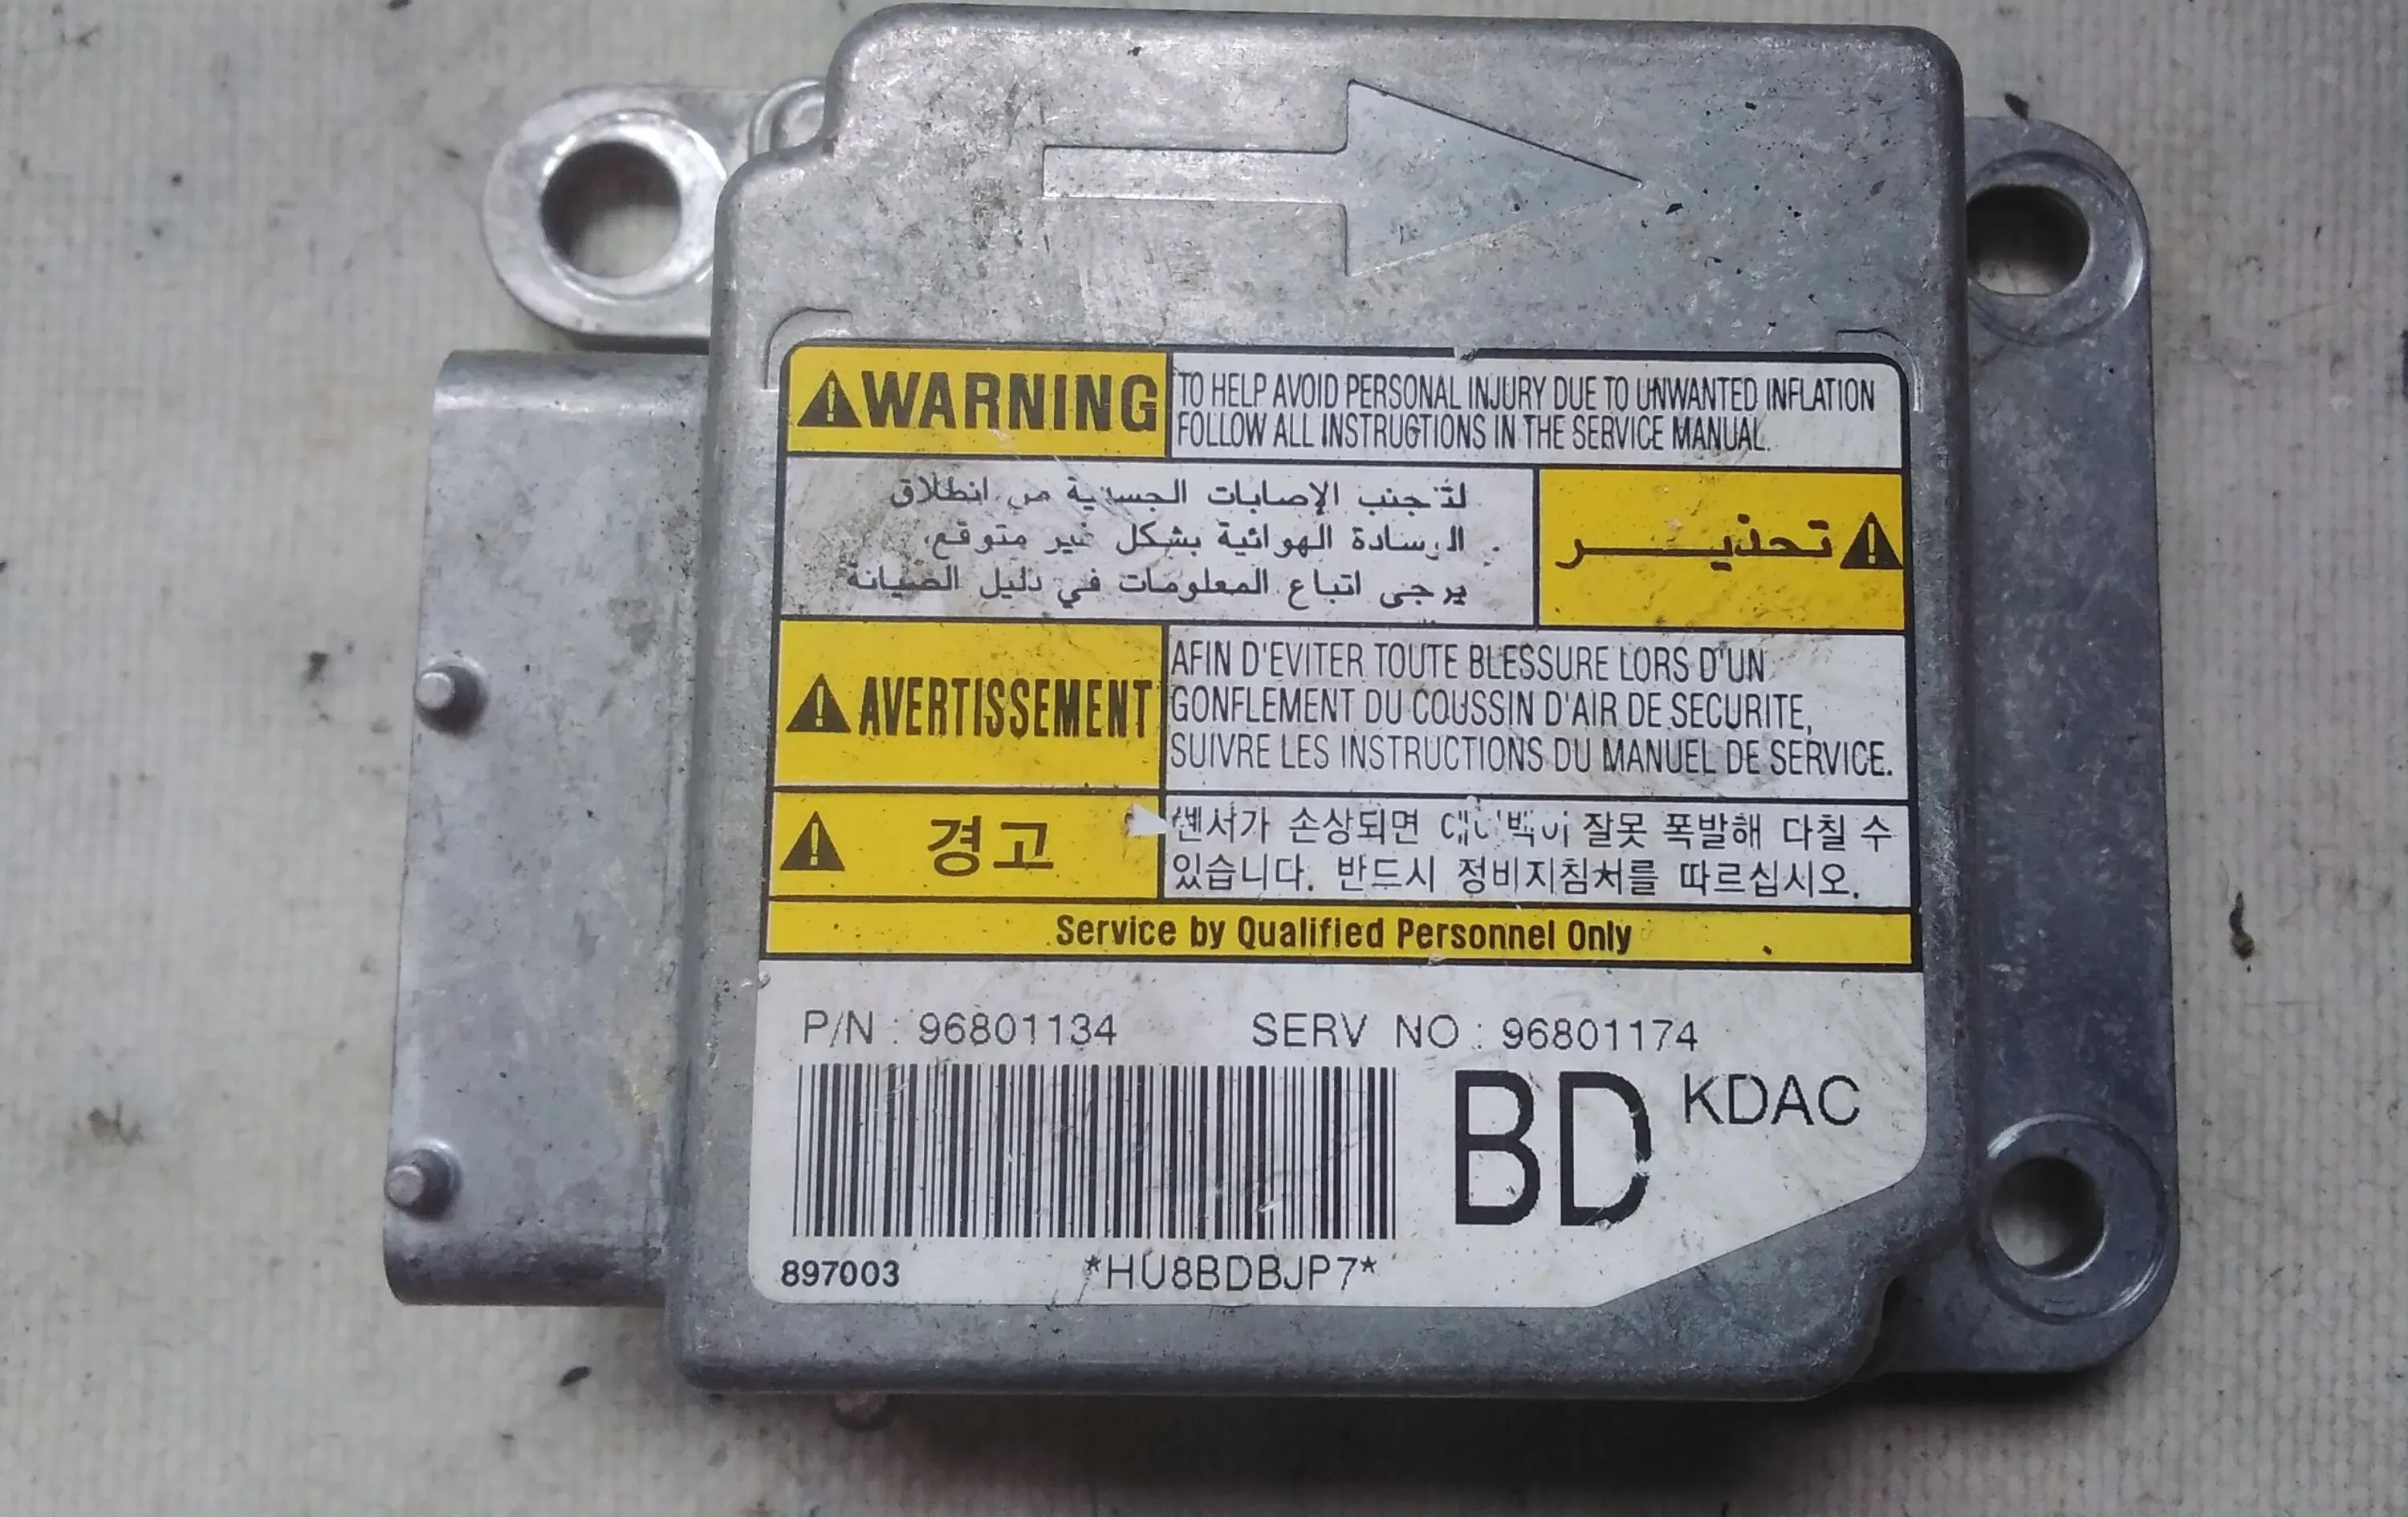 WARNING
TO HELP AVOID PERSONAL INJURY DUE TO UNWANTED INFLATION
FOLLOW ALL INSTRUCTIONS IN THE SERVICE MANUAL.
تحذيـــــر
لتجنب الإصابات الجسدية من انطلاق
الوسادة الهوائية بشكل غير متوقع،
يرجى اتباع المعلومات في دليل الصيانة
AVERTISSEMENT
AFIN D'EVITER TOUTE BLESSURE LORS D'UN
GONFLEMENT DU COUSSIN D'AIR DE SECURITE,
SUIVRE LES INSTRUCTIONS DU MANUEL DE SERVICE.
경고
손상되면 잘못 폭발해 다칠 수
있습니다. 반드시 정비지침서를 따르십시오.
Service by Qualified Personnel Only
P/N : 96801134 SERV NO : 96801174
BD KDAC
897003 *HU8BDBJP7*